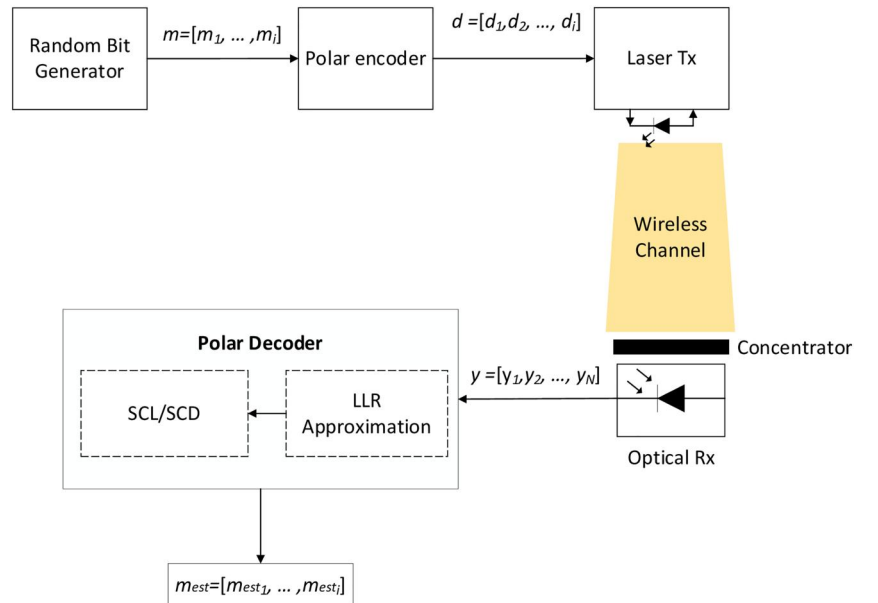 Random Bit
Generator
m=[m1, ... ,mi]
Polar encoder
d = [d1,d2, ..., di]
Laser Tx
Wireless
Channel
Concentrator
Polar Decoder
SCL/SCD
LLR
Approximation
y =[y1,y2, ..., yN]
Optical Rx
mest=[mest1, ... ,mesti]